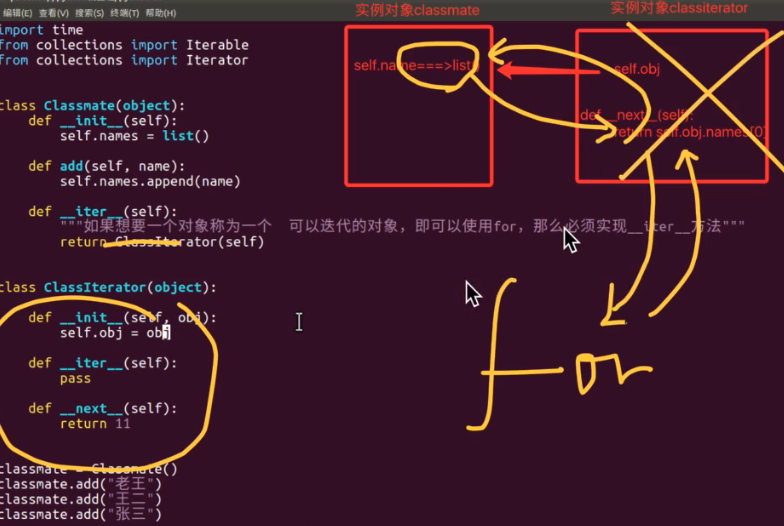 编辑(E) 查看(V) 搜索(S) 终端(T) 帮助(H)
实例对象classmate
实例对象classiterator
import time
from collections import Iterable
from collections import Iterator
self.name===>list()
self.obj
def __next__(self):
return self.obj.names[0]
class Classmate(object):
def __init__(self):
self.names = list()
def add(self, name):
self.names.append(name)
def __iter__(self):
"""如果想要一个对象称为一个 可以迭代的对象，即可以使用for，那么必须实现__iter__方法"""
return ClassIterator(self)
class ClassIterator(object):
def __init__(self, obj):
self.obj = obj
def __iter__(self):
pass
def __next__(self):
return 11
for
classmate = Classmate()
classmate.add("老王")
classmate.add("王二")
classmate.add("张三")